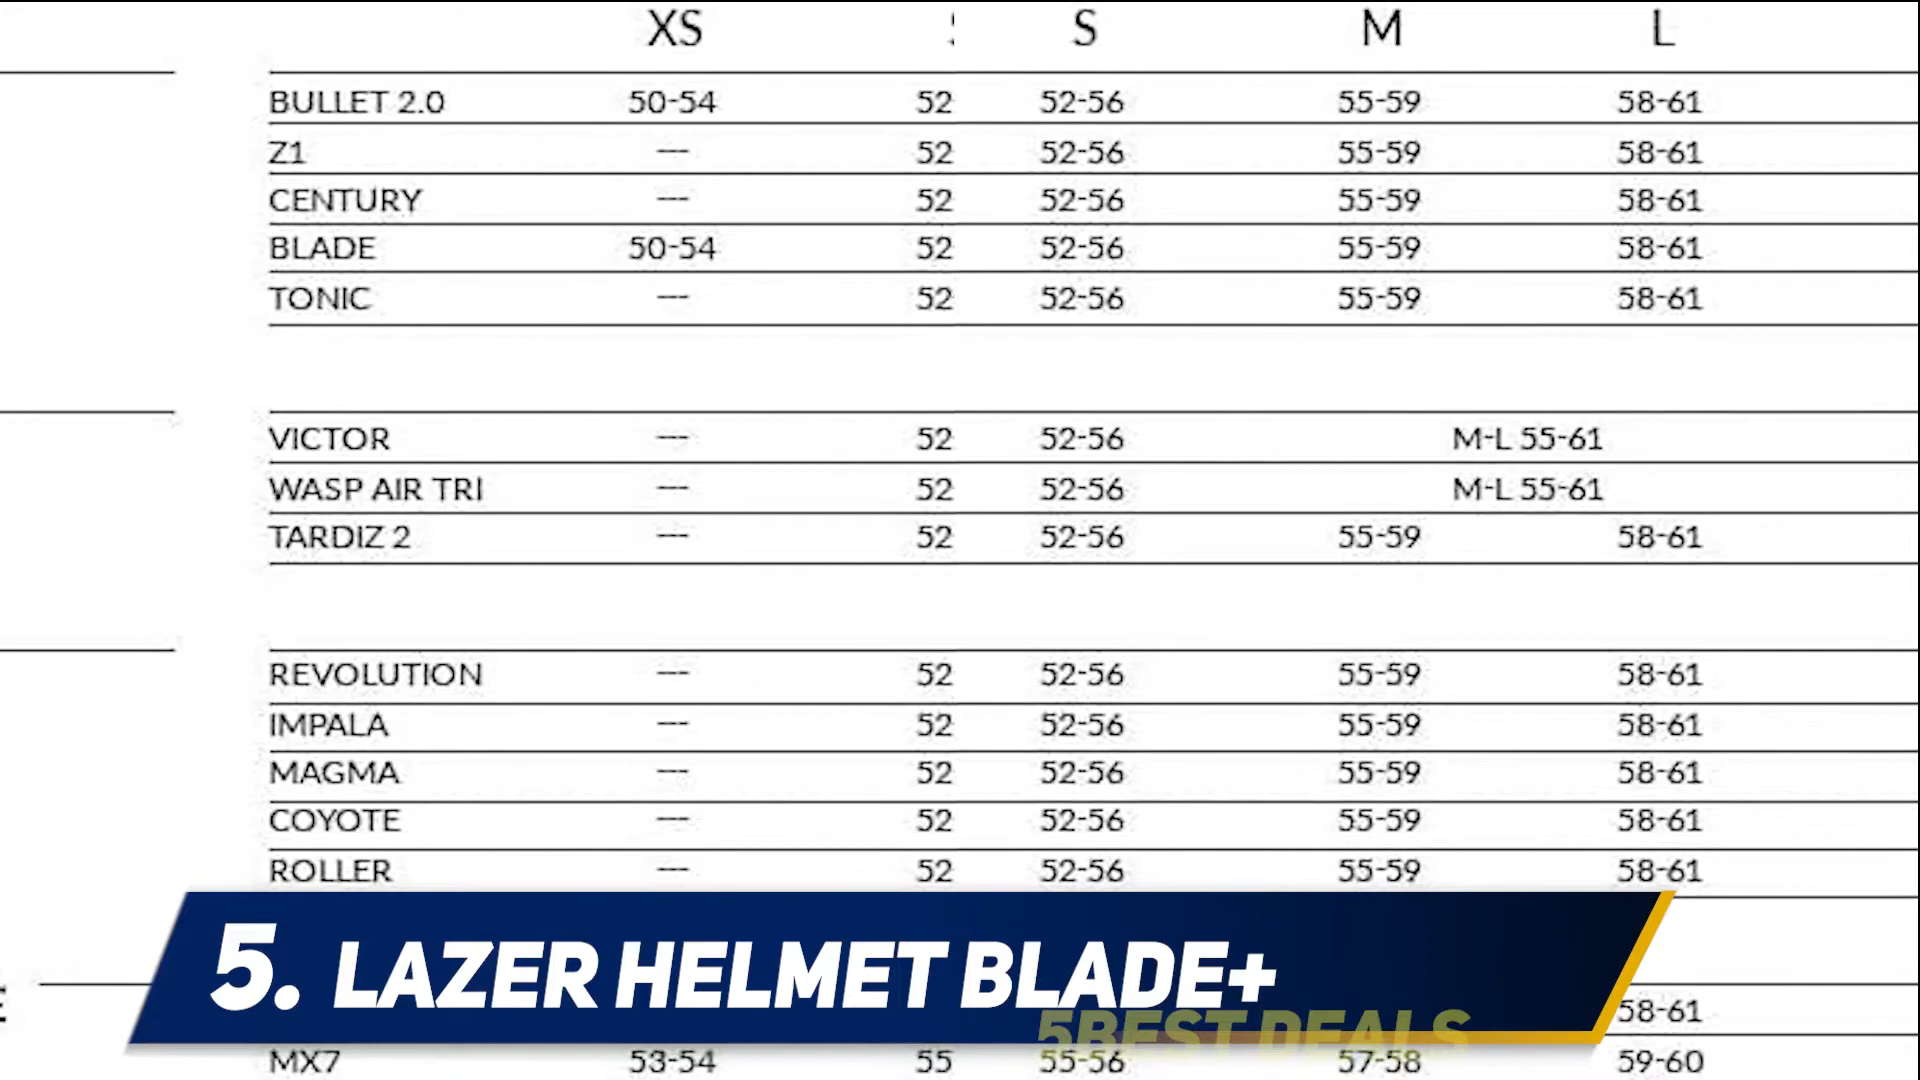 XS S M L
BULLET 2.0 50-54 52 52-56 55-59 58-61
Z1 --- 52 52-56 55-59 58-61
CENTURY --- 52 52-56 55-59 58-61
BLADE 50-54 52 52-56 55-59 58-61
TONIC --- 52 52-56 55-59 58-61
VICTOR --- 52 52-56 M-L 55-61
WASP AIR TRI --- 52 52-56 M-L 55-61
TARDIZ 2 --- 52 52-56 55-59 58-61
REVOLUTION --- 52 52-56 55-59 58-61
IMPALA --- 52 52-56 55-59 58-61
MAGMA --- 52 52-56 55-59 58-61
COYOTE --- 52 52-56 55-59 58-61
ROLLER --- 52 52-56 55-59 58-61
5. LAZER HELMET BLADE+
5BEST DEALS
58-61
MX7 53-54 55 55-56 57-58 59-60